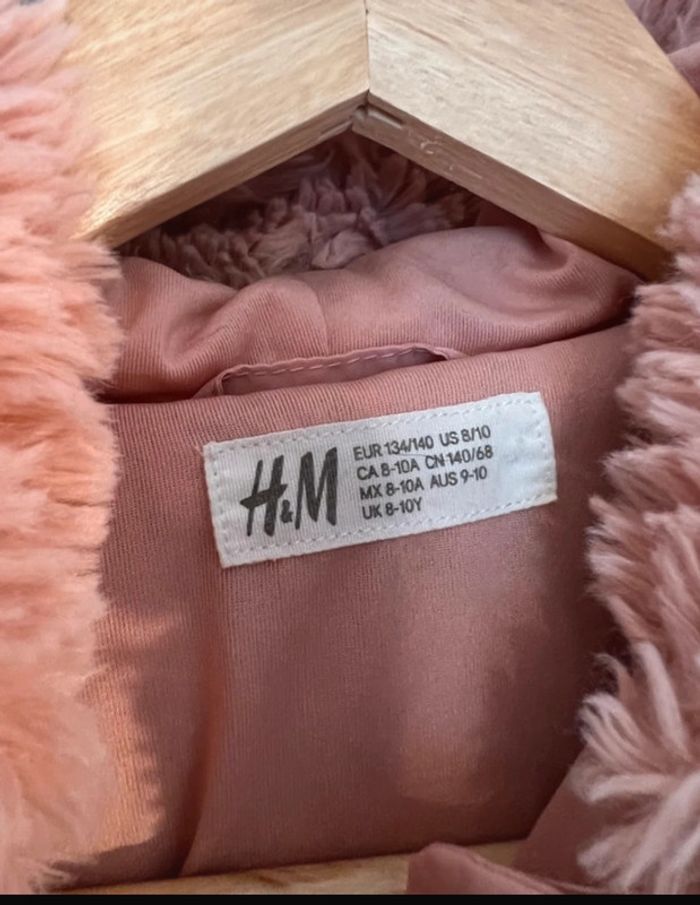 H&M
EUR 134/140 US 8/10
CA 8-10A CN 140/68
MX 8-10A AUS 9-10
UK 8-10Y